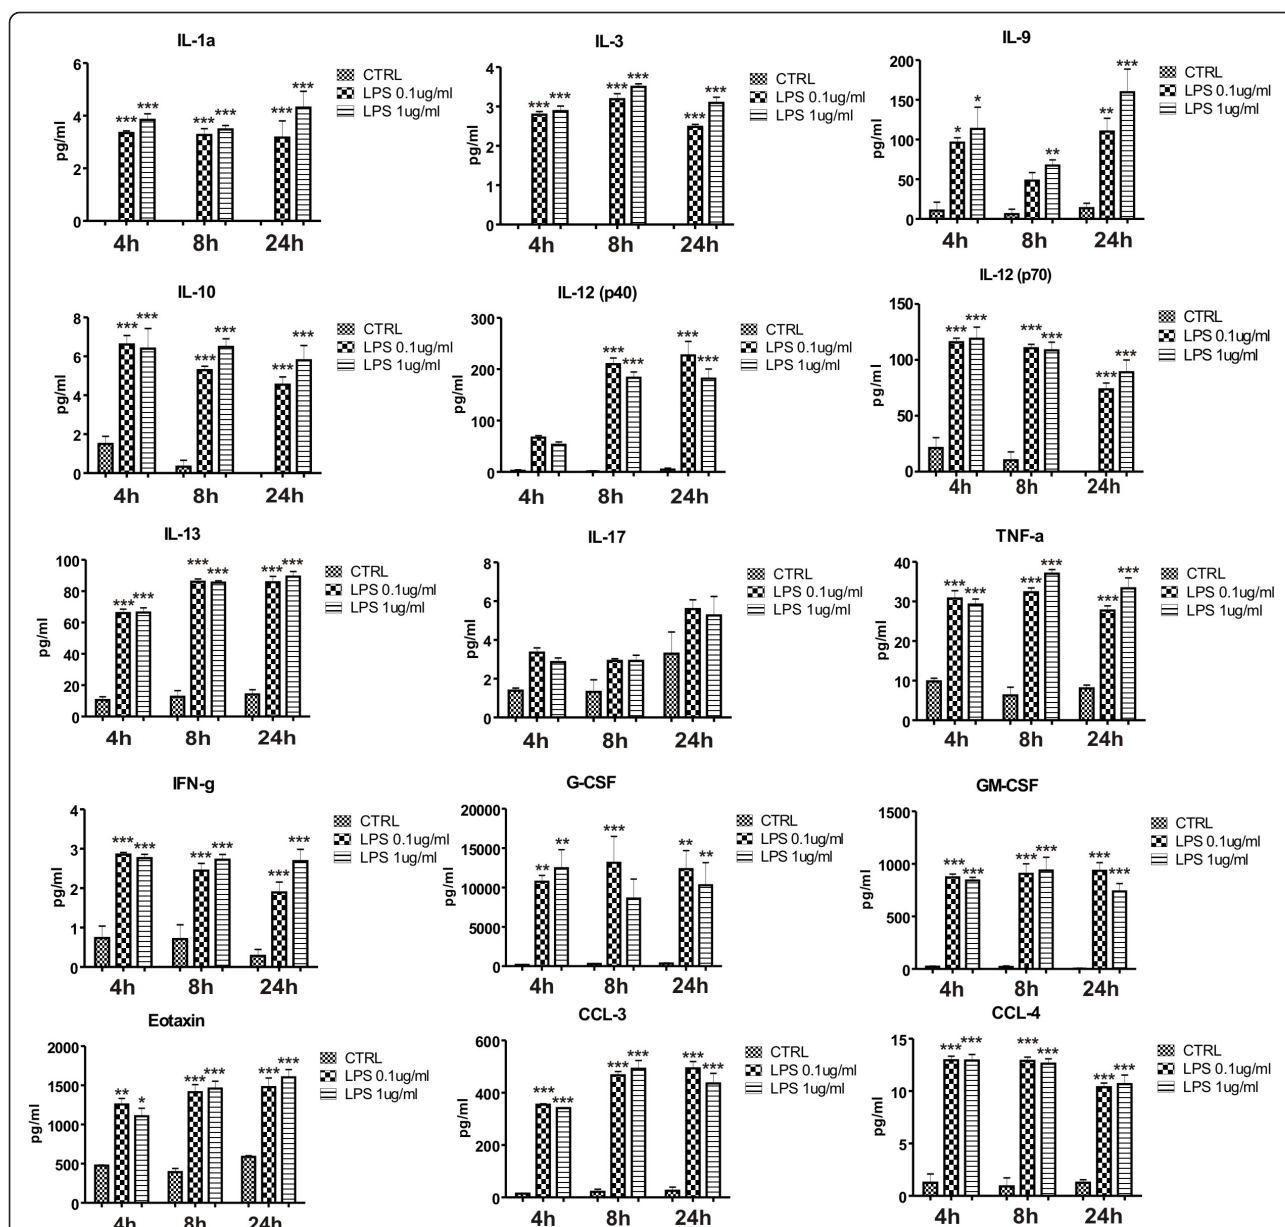 IL-1a
6
4
2
0
pg/ml
*** *** *** *** *** ***
4h 8h 24h
CTRL
LPS 0.1ug/ml
LPS 1ug/ml
IL-3
4
3
2
1
0
pg/ml
*** *** *** *** *** ***
4h 8h 24h
CTRL
LPS 0.1ug/ml
LPS 1ug/ml
IL-9
200
150
100
50
0
pg/ml
* * ** ** ***
4h 8h 24h
CTRL
LPS 0.1ug/ml
LPS 1ug/ml
IL-10
8
6
4
2
0
pg/ml
*** *** *** *** *** ***
4h 8h 24h
CTRL
LPS 0.1ug/ml
LPS 1ug/ml
IL-12 (p40)
300
200
100
0
pg/ml
*** *** *** ***
4h 8h 24h
CTRL
LPS 0.1ug/ml
LPS 1ug/ml
IL-12 (p70)
150
100
50
0
pg/ml
*** *** *** *** *** ***
4h 8h 24h
CTRL
LPS 0.1ug/ml
LPS 1ug/ml
IL-13
100
80
60
40
20
0
pg/ml
*** *** *** *** *** ***
4h 8h 24h
CTRL
LPS 0.1ug/ml
LPS 1ug/ml
IL-17
8
6
4
2
0
pg/ml
4h 8h 24h
CTRL
LPS 0.1ug/ml
LPS 1ug/ml
TNF-a
40
30
20
10
0
pg/ml
*** *** *** *** *** ***
4h 8h 24h
CTRL
LPS 0.1ug/ml
LPS 1ug/ml
IFN-g
4
3
2
1
0
pg/ml
*** *** *** *** *** ***
4h 8h 24h
CTRL
LPS 0.1ug/ml
LPS 1ug/ml
G-CSF
20000
15000
10000
5000
0
pg/ml
** ** *** ** **
4h 8h 24h
CTRL
LPS 0.1ug/ml
LPS 1ug/ml
GM-CSF
1500
1000
500
0
pg/ml
*** *** *** *** *** ***
4h 8h 24h
CTRL
LPS 0.1ug/ml
LPS 1ug/ml
Eotaxin
2000
1500
1000
500
0
pg/ml
** * *** *** *** ***
4h 8h 24h
CTRL
LPS 0.1ug/ml
LPS 1ug/ml
CCL-3
600
400
200
0
pg/ml
*** *** *** *** *** ***
4h 8h 24h
CTRL
LPS 0.1ug/ml
LPS 1ug/ml
CCL-4
15
10
5
0
pg/ml
*** *** *** *** *** ***
4h 8h 24h
CTRL
LPS 0.1ug/ml
LPS 1ug/ml